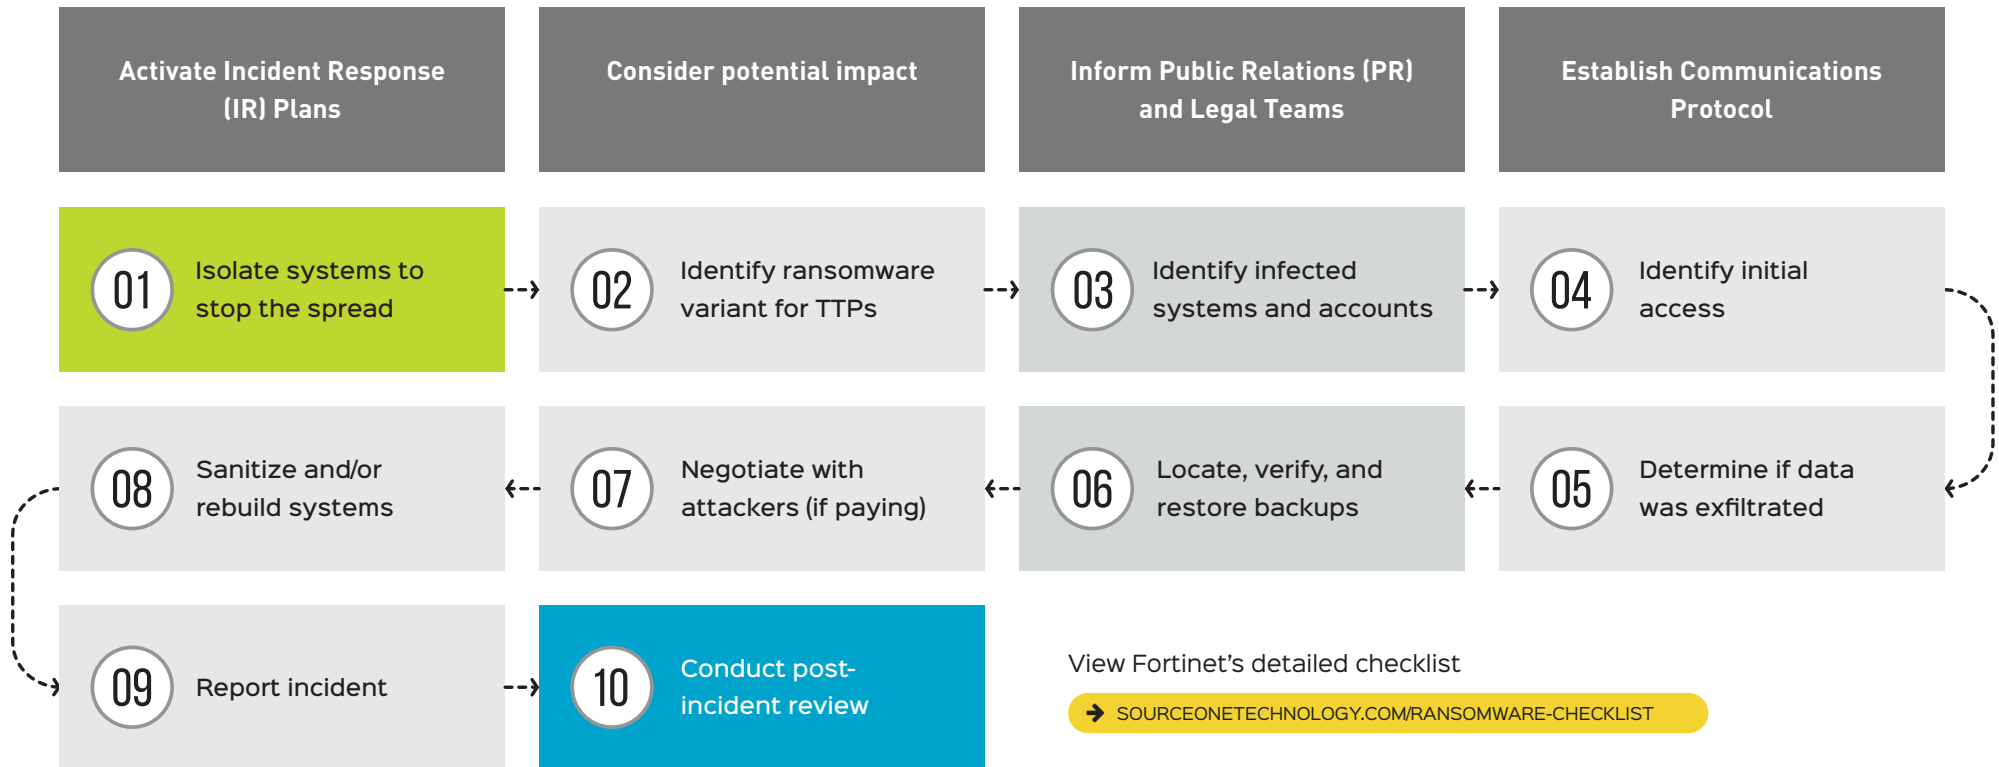 Activate Incident Response
(IR) Plans
Consider potential impact
Inform Public Relations (PR)
and Legal Teams
Establish Communications
Protocol
01
Isolate systems to
stop the spread
02
Identify ransomware
variant for TTPs
03
Identify infected
systems and accounts
04
Identify initial
access
05
Determine if data
was exfiltrated
06
Locate, verify, and
restore backups
07
Negotiate with
attackers (if paying)
08
Sanitize and/or
rebuild systems
09
Report incident
10
Conduct post-
incident review
View Fortinet’s detailed checklist
SOURCEONETECHNOLOGY.COM/RANSOMWARE-CHECKLIST